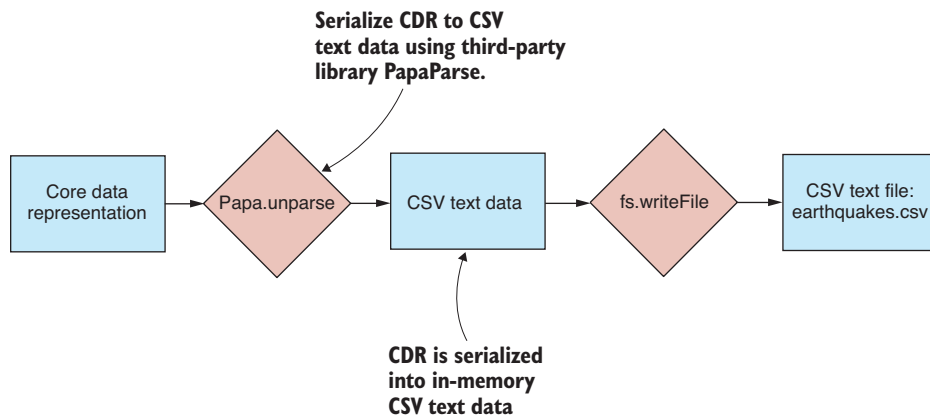 Serialize CDR to CSV
text data using third-party
library PapaParse.
Core data
representation
Papa.unparse
CSV text data
fs.writeFile
CSV text file:
earthquakes.csv
CDR is serialized
into in-memory
CSV text data